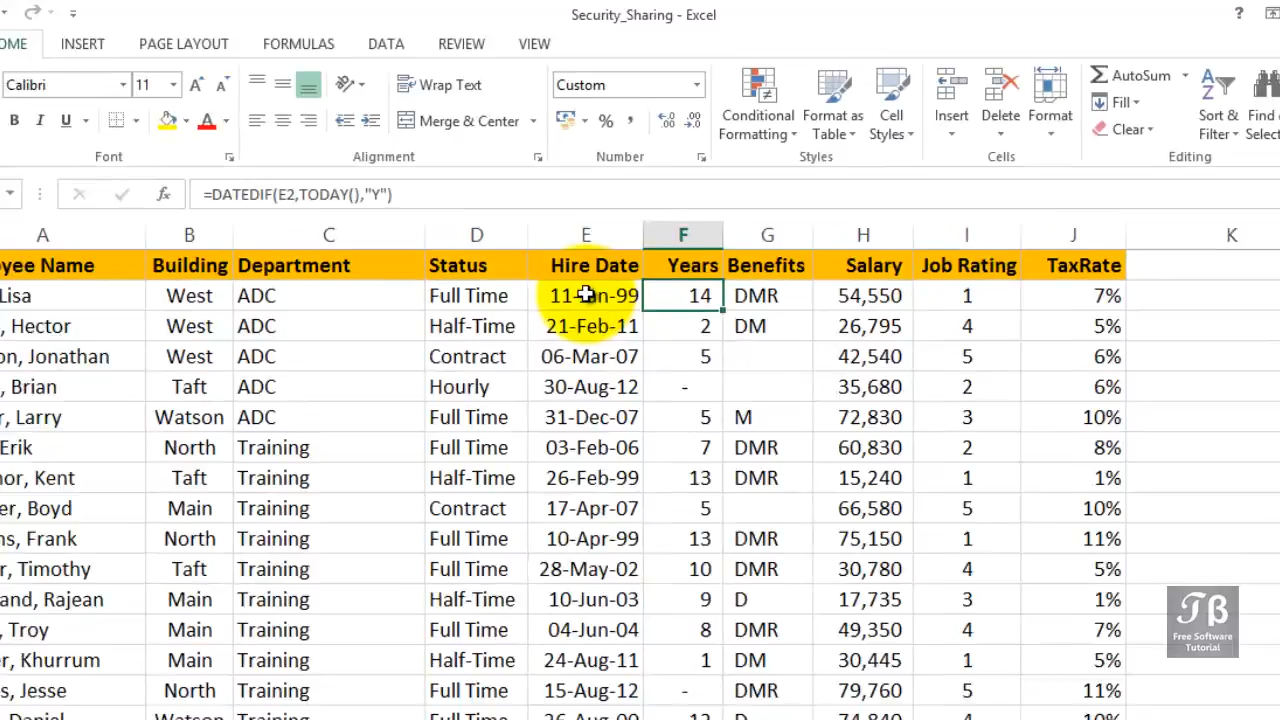 Security_Sharing - Excel
?
OME INSERT PAGE LAYOUT FORMULAS DATA REVIEW VIEW
Calibri 11 A A Wrap Text Custom Conditional Formatting Format as Table Cell Styles Insert Delete Format AutoSum Fill Clear Sort & Filter Find & Select
B I U A Merge & Center % ,
Font Alignment Number Styles Cells Editing
fx =DATEDIF(E2,TODAY(),"Y")
A B C D E F G H I J K
yee Name Building Department Status Hire Date Years Benefits Salary Job Rating TaxRate
Lisa West ADC Full Time 14 DMR 54,550 1 7%
, Hector West ADC Half-Time 21-Feb-11 2 DM 26,795 4 5%
on, Jonathan West ADC Contract 06-Mar-07 5 42,540 5 6%
, Brian Taft ADC Hourly 30-Aug-12 - 35,680 2 6%
r, Larry Watson ADC Full Time 31-Dec-07 5 M 72,830 3 10%
Erik North Training Full Time 03-Feb-06 7 DMR 60,830 2 8%
nor, Kent Taft Training Half-Time 26-Feb-99 13 DMR 15,240 1 1%
er, Boyd Main Training Contract 17-Apr-07 5 66,580 5 10%
ns, Frank North Training Full Time 10-Apr-99 13 DMR 75,150 1 11%
r, Timothy Taft Training Full Time 28-May-02 10 DMR 30,780 4 5%
and, Rajean Main Training Half-Time 10-Jun-03 9 D 17,735 3 1%
, Troy Main Training Full Time 04-Jun-04 8 DMR 49,350 4 7%
er, Khurrum Main Training Half-Time 24-Aug-11 1 DM 30,445 1 5%
s, Jesse North Training Full Time 15-Aug-12 - DMR 79,760 5 11%
TB
Free Software
Tutorial